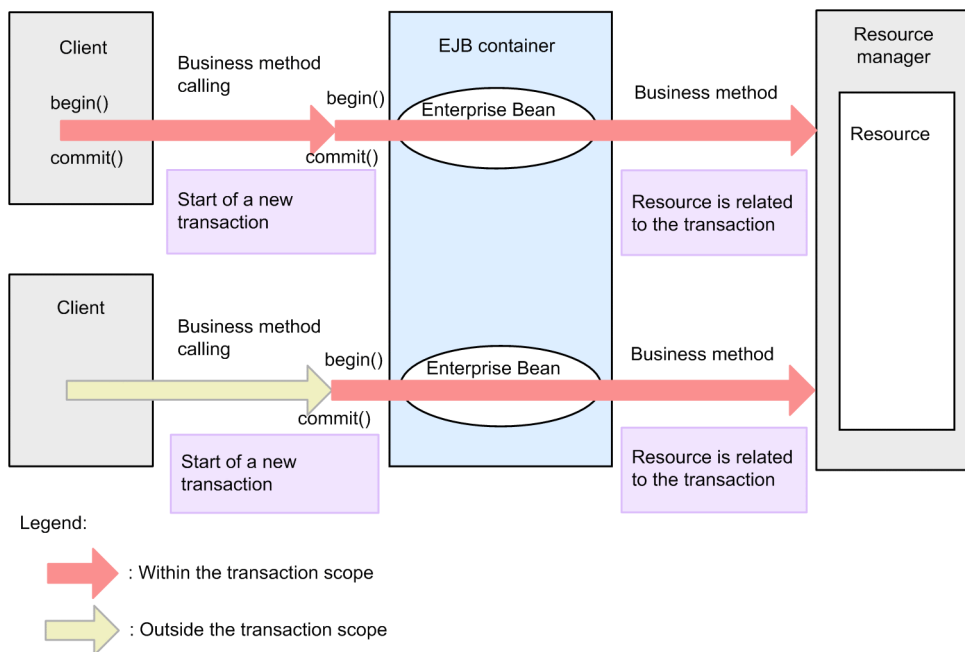 Client
EJB container
Resource
manager
Business method
calling
begin()
begin()
Enterprise Bean
Business method
Resource
commit()
commit()
Start of a new
transaction
Resource is related
to the transaction
Client
Business method
calling
begin()
Enterprise Bean
Business method
commit()
Start of a new
transaction
Resource is related
to the transaction
Legend:
: Within the transaction scope
: Outside the transaction scope